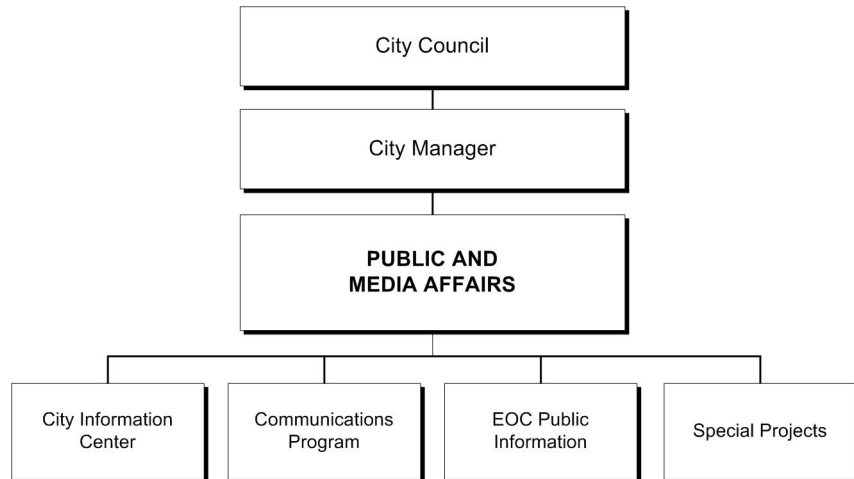 City Council
City Manager
PUBLIC AND
MEDIA AFFAIRS
City Information
Center
Communications
Program
EOC Public
Information
Special Projects